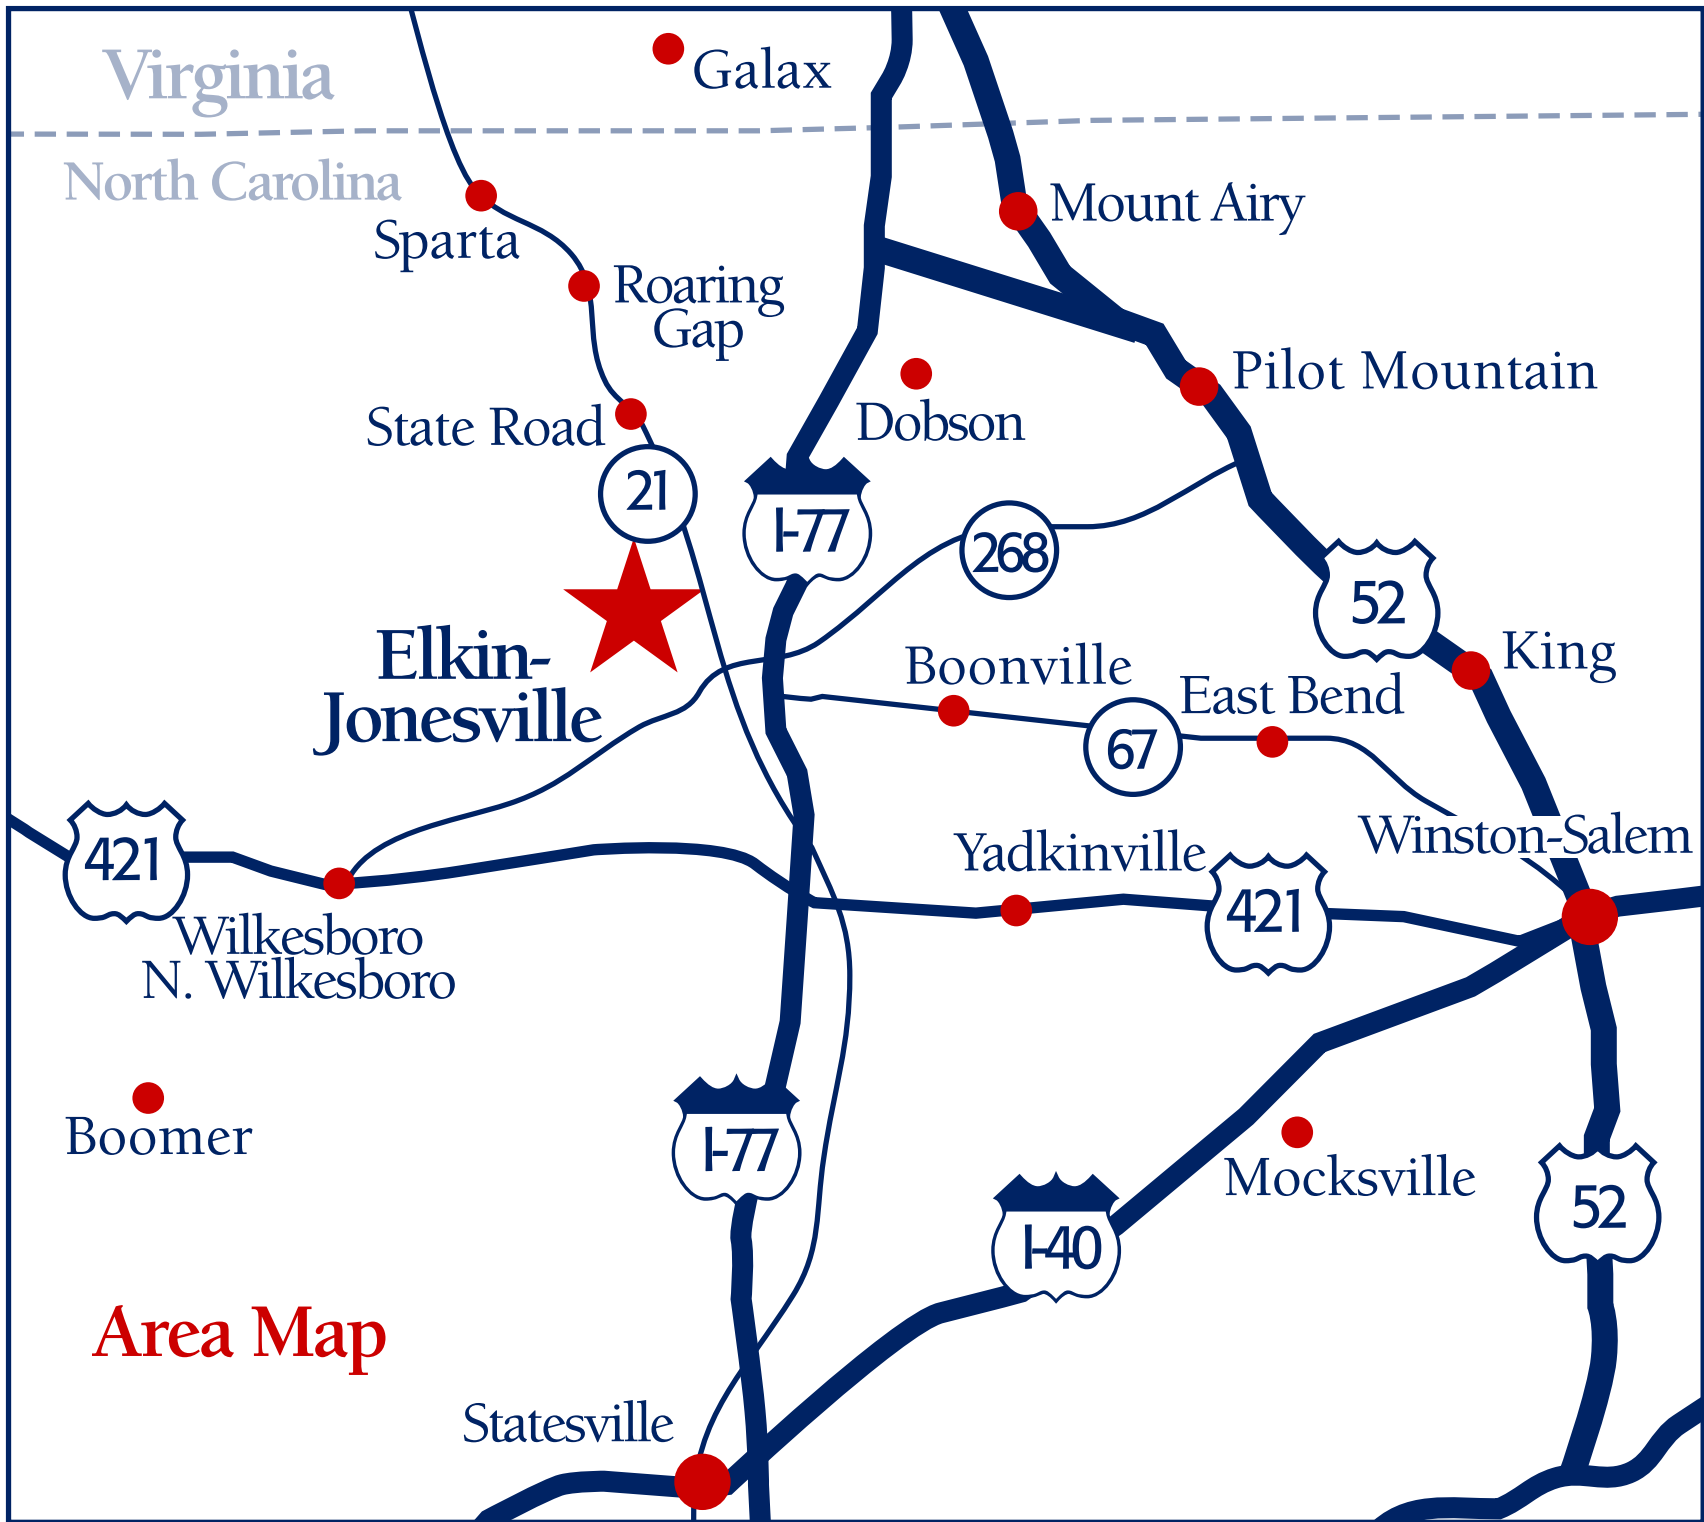 Virginia
Galax
North Carolina
Mount Airy
Sparta
Roaring
Gap
Pilot Mountain
State Road
Dobson
21
I-77
268
52
Elkin-
Jonesville
Boonville
King
East Bend
67
421
Yadkinville
Winston-Salem
421
Wilkesboro
N. Wilkesboro
Boomer
I-77
Mocksville
52
I-40
Area Map
Statesville